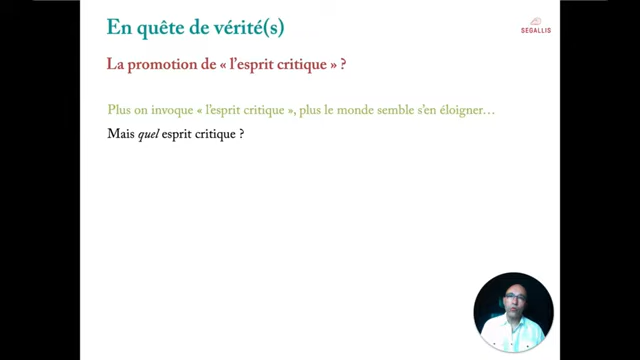 En quête de vérité(s)
SEGALLIS
La promotion de « l’esprit critique » ?
Plus on invoque « l’esprit critique », plus le monde semble s’en éloigner…
Mais quel esprit critique ?